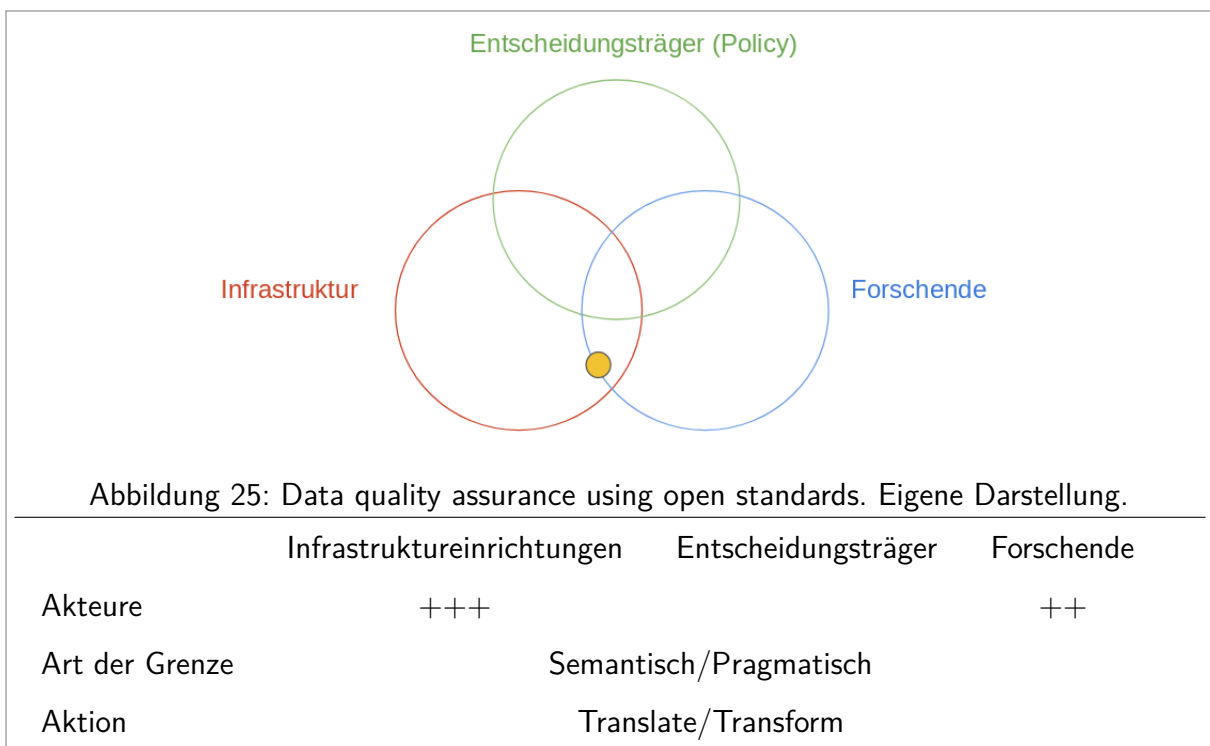 Entscheidungsträger (Policy)
Infrastruktur
Forschende
Abbildung 25: Data quality assurance using open standards. Eigene Darstellung.
Infrastruktureinrichtungen Entscheidungsträger Forschende
Akteure +++ ++
Art der Grenze Semantisch/Pragmatisch
Aktion Translate/Transform